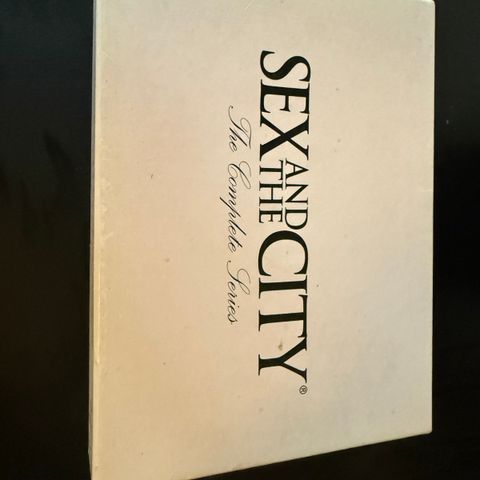 SEX AND THE CITY®
The Complete Series